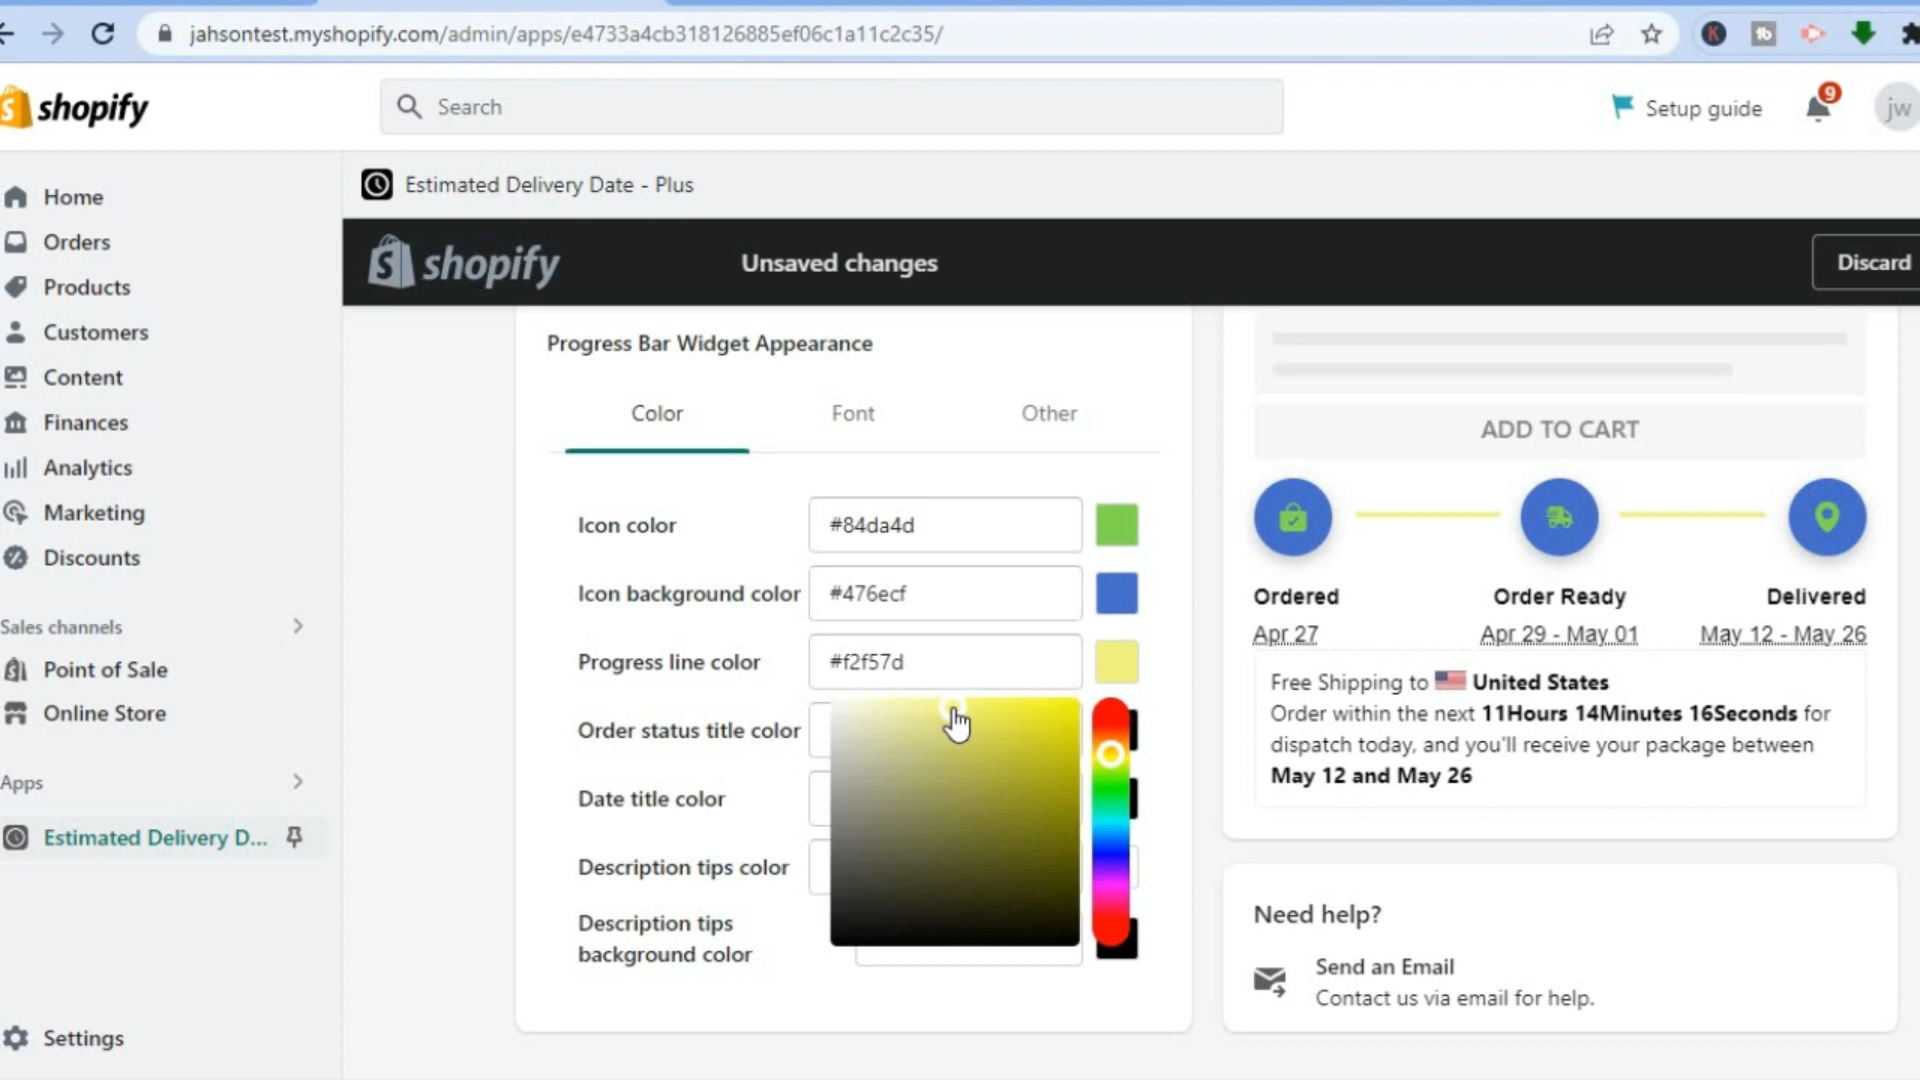 jahsontest.myshopify.com/admin/apps/e4733a4cb318126885ef06c1a11c2c35/
K
tb
shopify
Search
Setup guide
9
jw
Home
Orders
Products
Customers
Content
Finances
Analytics
Marketing
Discounts
Sales channels
Point of Sale
Online Store
Apps
Estimated Delivery D...
Settings
Estimated Delivery Date - Plus
shopify
Unsaved changes
Discard
Progress Bar Widget Appearance
Color
Font
Other
Icon color
#84da4d
Icon background color
#476ecf
Progress line color
#f2f57d
Order status title color
Date title color
Description tips color
Description tips
background color
ADD TO CART
Ordered
Order Ready
Delivered
Apr 27
Apr 29 - May 01
May 12 - May 26
Free Shipping to United States
Order within the next 11Hours 14Minutes 16Seconds for
dispatch today, and you'll receive your package between
May 12 and May 26
Need help?
Send an Email
Contact us via email for help.